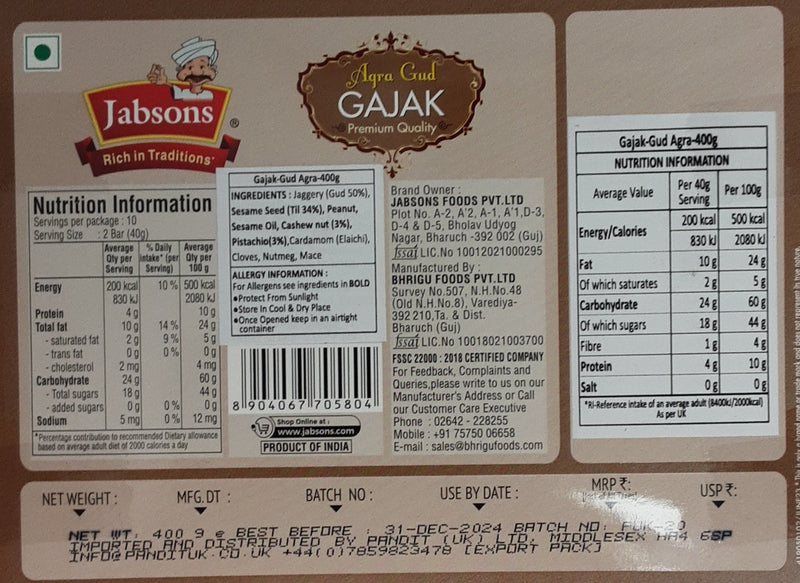 Jabsons ®
Rich in Traditions
Agra Gud
GAJAK
Premium Quality
Nutrition Information
Servings per package : 10
Serving Size : 2 Bar (40g)
Average Qty per Serving | % Daily intake* (per Serving) | Average Qty per 100 g
Energy 200 kcal 10 % 500 kcal
830 kJ 2080 kJ
Protein 4 g 10 g
Total fat 10 g 14 % 24 g
- saturated fat 2 g 9 % 5 g
- trans fat 0 g 0 % 0 g
- cholesterol 2 mg 4 mg
Carbohydrate 24 g 60 g
- Total sugars 18 g 44 g
- added sugars 0 g 0 % 0 g
Sodium 5 mg 0 % 12 mg
*Percentage contribution to recommended Dietary allowance
based on average adult diet of 2000 calories a day
Gajak-Gud Agra-400g
INGREDIENTS : Jaggery (Gud 50%),
Sesame Seed (Til 34%), Peanut,
Sesame Oil, Cashew nut (3%),
Pistachio(3%),Cardamom (Elaichi),
Cloves, Nutmeg, Mace
ALLERGY INFORMATION :
For Allergens see ingredients in BOLD
●Protect From Sunlight
●Store In Cool & Dry Place
●Once Opened keep in an airtight
container
8 904067 705804
Shop Online at :
www.jabsons.com
PRODUCT OF INDIA
Brand Owner :
JABSONS FOODS PVT.LTD
Plot No. A-2, A'2, A-1, A'1,D-3,
D-4 & D-5, Bholav Udyog
Nagar, Bharuch -392 002 (Guj)
fssai LIC.No 10012021000295
Manufactured By :
BHRIGU FOODS PVT.LTD
Survey No.507, N.H.No.48
(Old N.H.No.8), Varediya-
392 210,Ta. & Dist.
Bharuch (Guj)
fssai LIC.No 10018021003700
FSSC 22000 : 2018 CERTIFIED COMPANY
For Feedback, Complaints and
Queries,please write to us on our
Manufacturer's Address or Call
our Customer Care Executive
Phone : 02642 - 228255
Mobile : +91 75750 06658
E-mail : sales@bhrigufoods.com
Gajak-Gud Agra-400g
NUTRITION INFORMATION
Average Value | Per 40g Serving | Per 100g
Energy/Calories 200 kcal 500 kcal
830 kJ 2080 kJ
Fat 10 g 24 g
Of which saturates 2 g 5 g
Carbohydrate 24 g 60 g
Of which sugars 18 g 44 g
Fibre 1 g 4 g
Protein 4 g 10 g
Salt 0 g 0 g
*RI-Reference intake of an average adult (8400kJ/2000kcal)
As per UK
NET WEIGHT :
MFG. DT :
BATCH NO :
USE BY DATE :
MRP ₹:
USP ₹:
NET WT. 400 g e BEST BEFORE : 31-DEC-2024 BATCH NO: PUK-20
IMPORTED AND DISTRIBUTED BY PANDIT (UK) LTD, MIDDLESEX HA4 6SP
INFO@PANDITUK.CO.UK +44(0)7859823478 [EXPORT PACK]